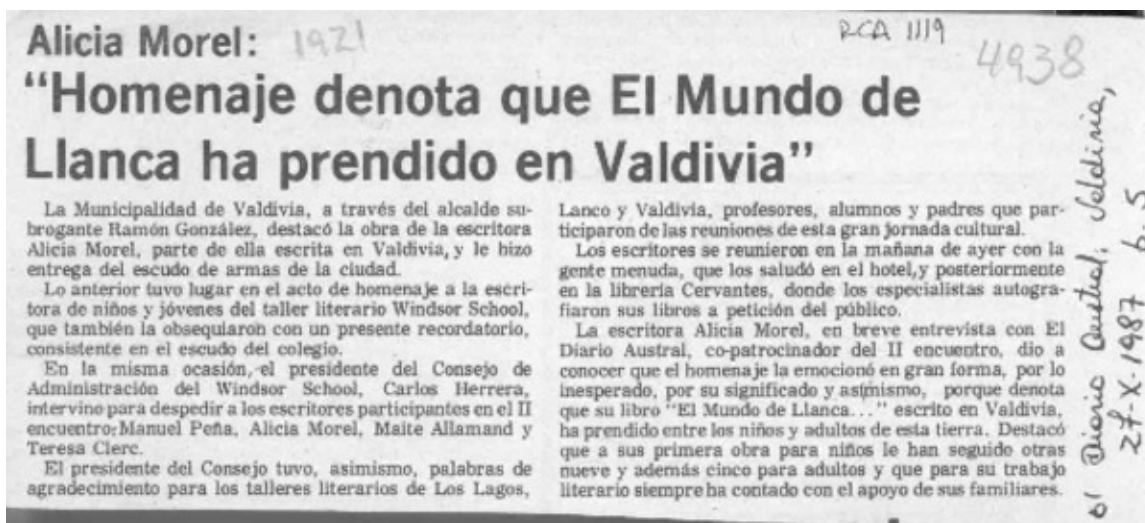 Alicia Morel:
1921
RCA 1119
4938
“Homenaje denota que El Mundo de
Llanca ha prendido en Valdivia”
La Municipalidad de Valdivia, a través del alcalde su-
brogante Ramón González, destacó la obra de la escritora
Alicia Morel, parte de ella escrita en Valdivia, y le hizo
entrega del escudo de armas de la ciudad.
Lo anterior tuvo lugar en el acto de homenaje a la escri-
tora de niños y jóvenes del taller literario Windsor School,
que también la obsequiaron con un presente recordatorio,
consistente en el escudo del colegio.
En la misma ocasión, el presidente del Consejo de
Administración del Windsor School, Carlos Herrera,
intervino para despedir a los escritores participantes en el II
encuentro: Manuel Peña, Alicia Morel, Maite Allamand y
Teresa Clerc.
El presidente del Consejo tuvo, asimismo, palabras de
agradecimiento para los talleres literarios de Los Lagos,
Lanco y Valdivia, profesores, alumnos y padres que par-
ticiparon de las reuniones de esta gran jornada cultural.
Los escritores se reunieron en la mañana de ayer con la
gente menuda, que los saludó en el hotel, y posteriormente
en la librería Cervantes, donde los especialistas autogra-
fiaron sus libros a petición del público.
La escritora Alicia Morel, en breve entrevista con El
Diario Austral, co-patrocinador del II encuentro, dio a
conocer que el homenaje la emocionó en gran forma, por lo
inesperado, por su significado y asimismo, porque denota
que su libro "El Mundo de Llanca..." escrito en Valdivia,
ha prendido entre los niños y adultos de esta tierra. Destacó
que a sus primera obra para niños le han seguido otras
nueve y además cinco para adultos y que para su trabajo
literario siempre ha contado con el apoyo de sus familiares.
El Diario Austral, Valdivia,
27-X-1987 p. 5